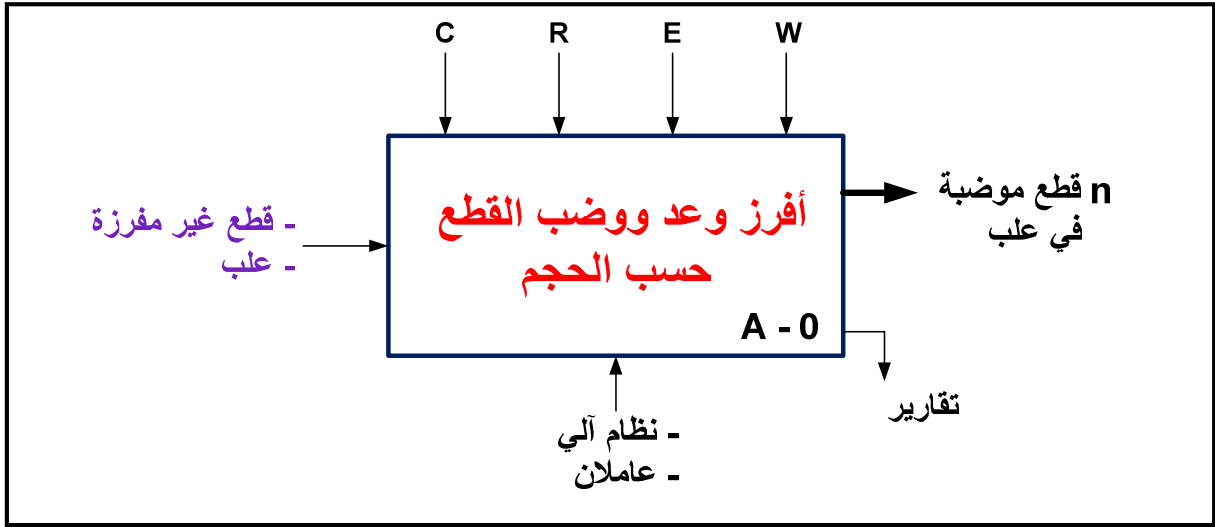 C R E W
أفرز وعد ووضب القطع
حسب الحجم
A - 0
- قطع غير مفرزة
- علب
n قطع موضبة
في علب
تقارير
- نظام آلي
- عاملان